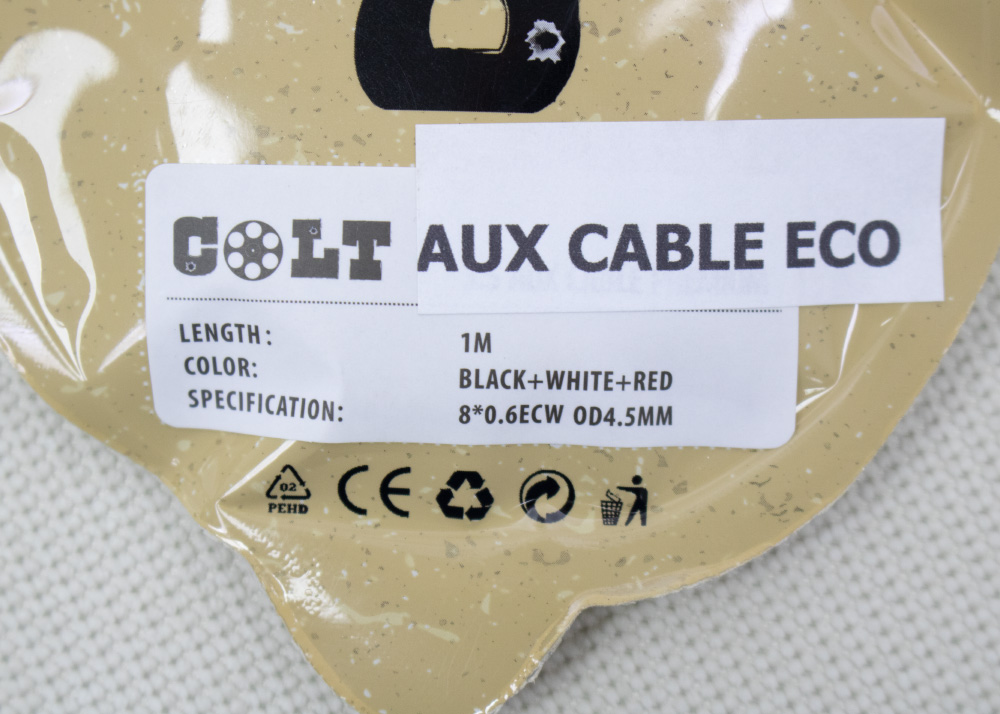 COLT AUX CABLE ECO
LENGTH: 1M
COLOR: BLACK+WHITE+RED
SPECIFICATION: 8*0.6ECW OD4.5MM
02
PEHD
CE